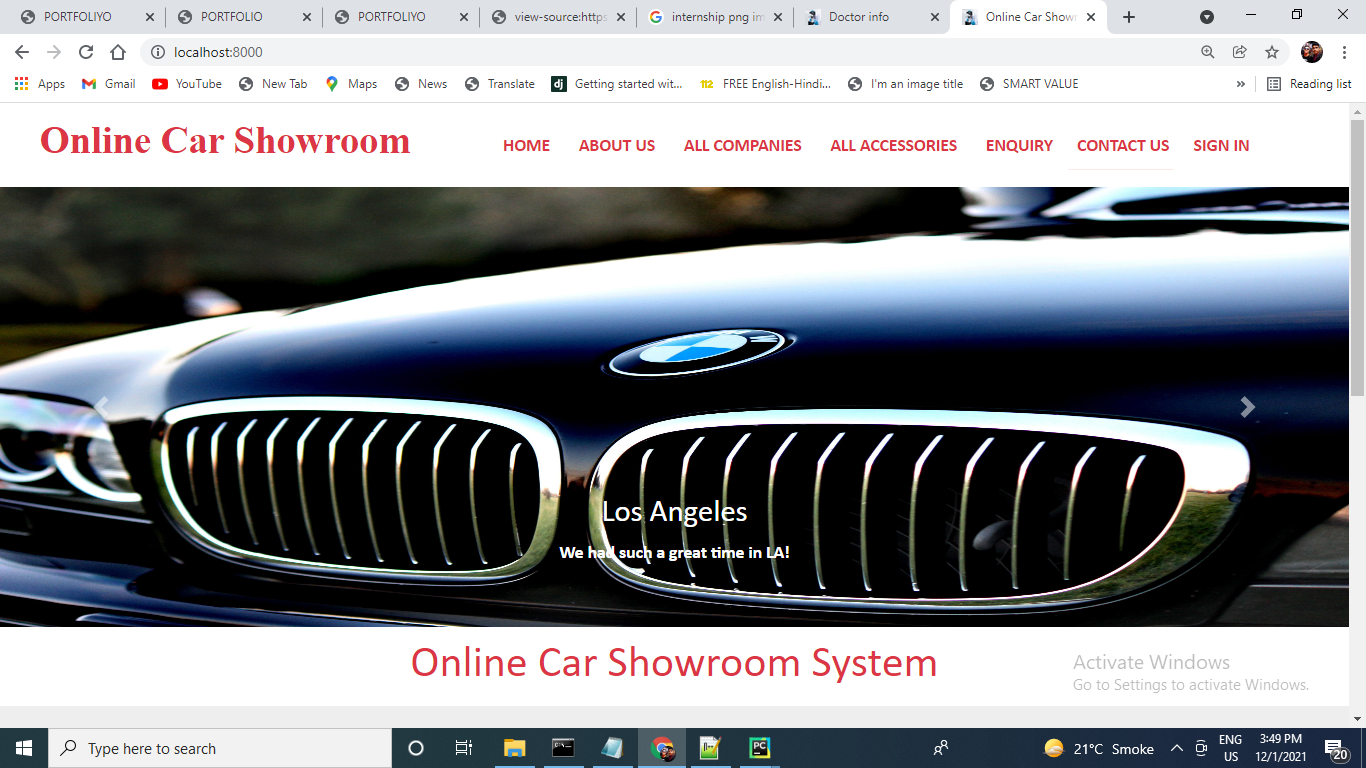 PORTFOLIYO
PORTFOLIO
PORTFOLIYO
view-source:https
internship png im
Doctor info
Online Car Show
localhost:8000
Apps
Gmail
YouTube
New Tab
Maps
News
Translate
dj
Getting started wit...
112
FREE English-Hindi...
I'm an image title
SMART VALUE
»
Reading list
Online Car Showroom
HOME
ABOUT US
ALL COMPANIES
ALL ACCESSORIES
ENQUIRY
CONTACT US
SIGN IN
Los Angeles
We had such a great time in LA!
Online Car Showroom System
Activate Windows
Go to Settings to activate Windows.
Type here to search
PC
21°C Smoke
ENG
US
3:49 PM
12/1/2021
20